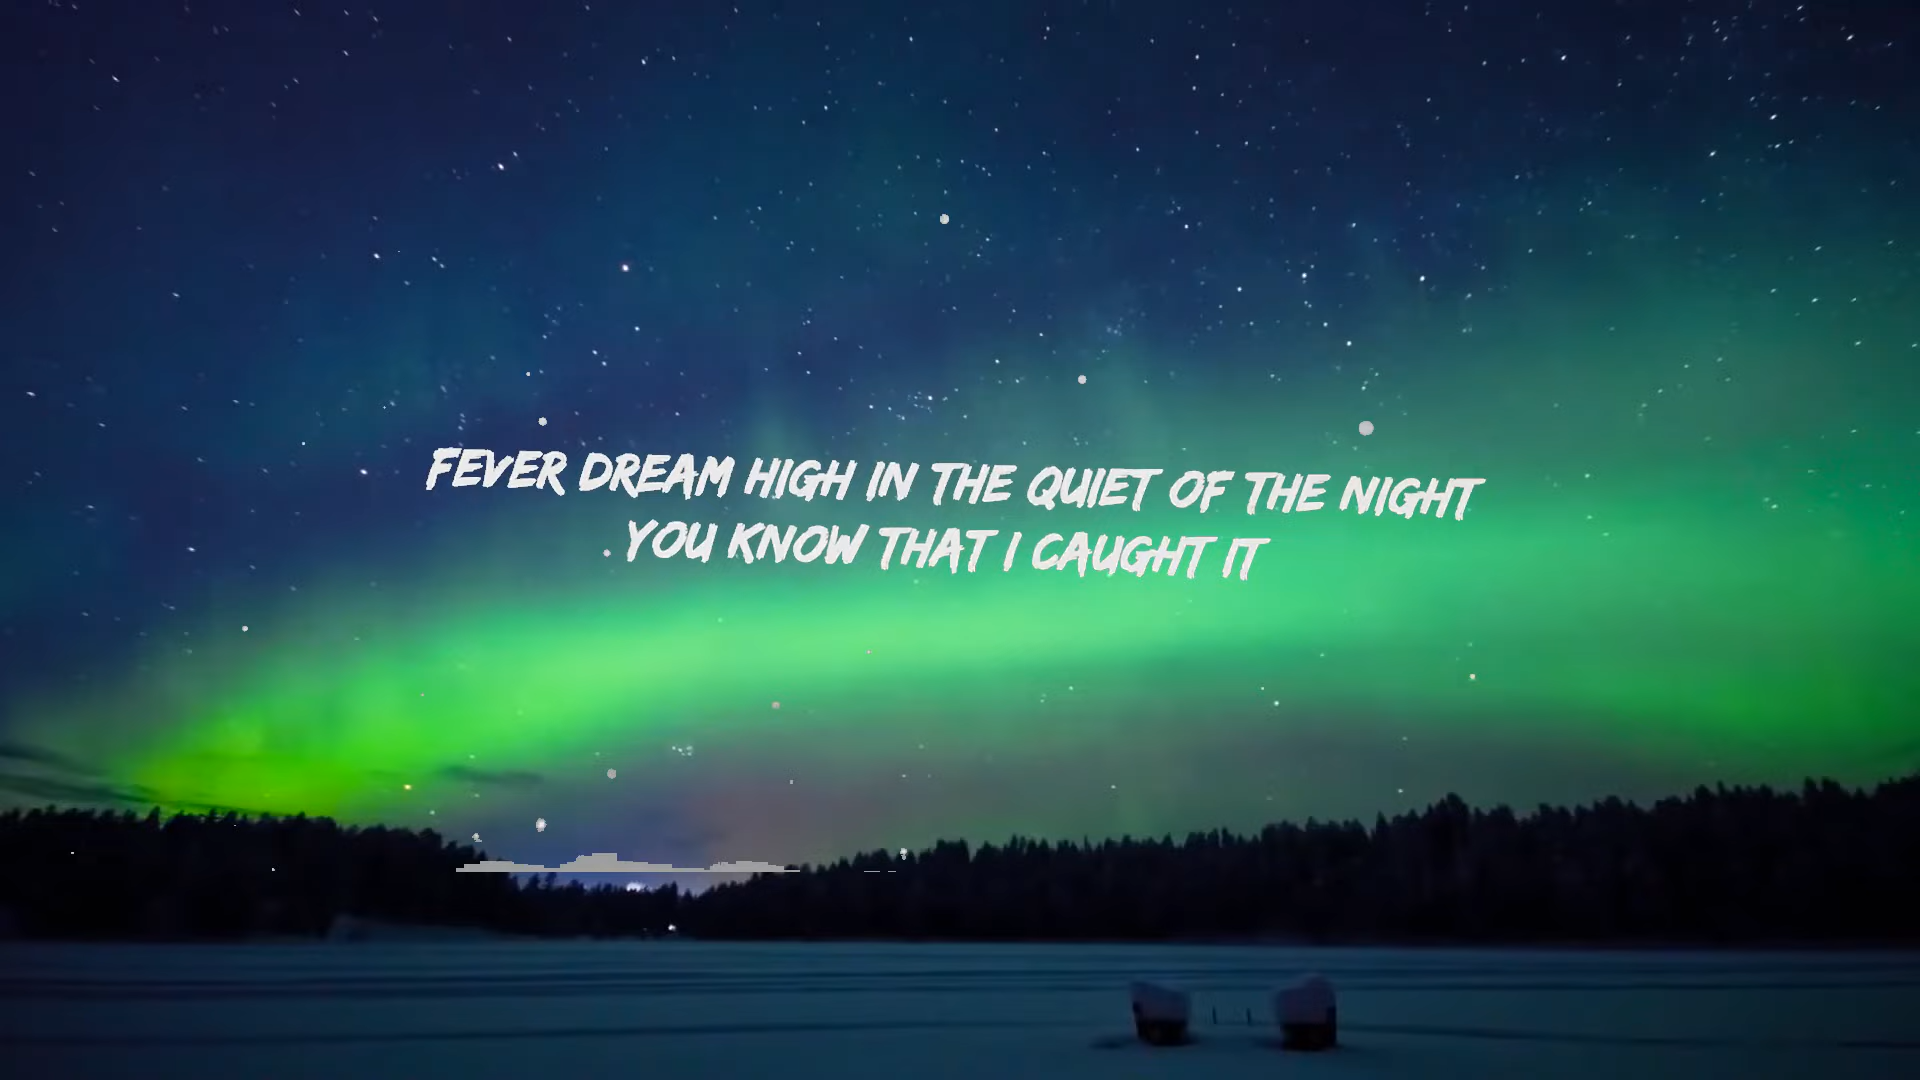 FEVER DREAM HIGH IN THE QUIET OF THE NIGHT
YOU KNOW THAT I CAUGHT IT